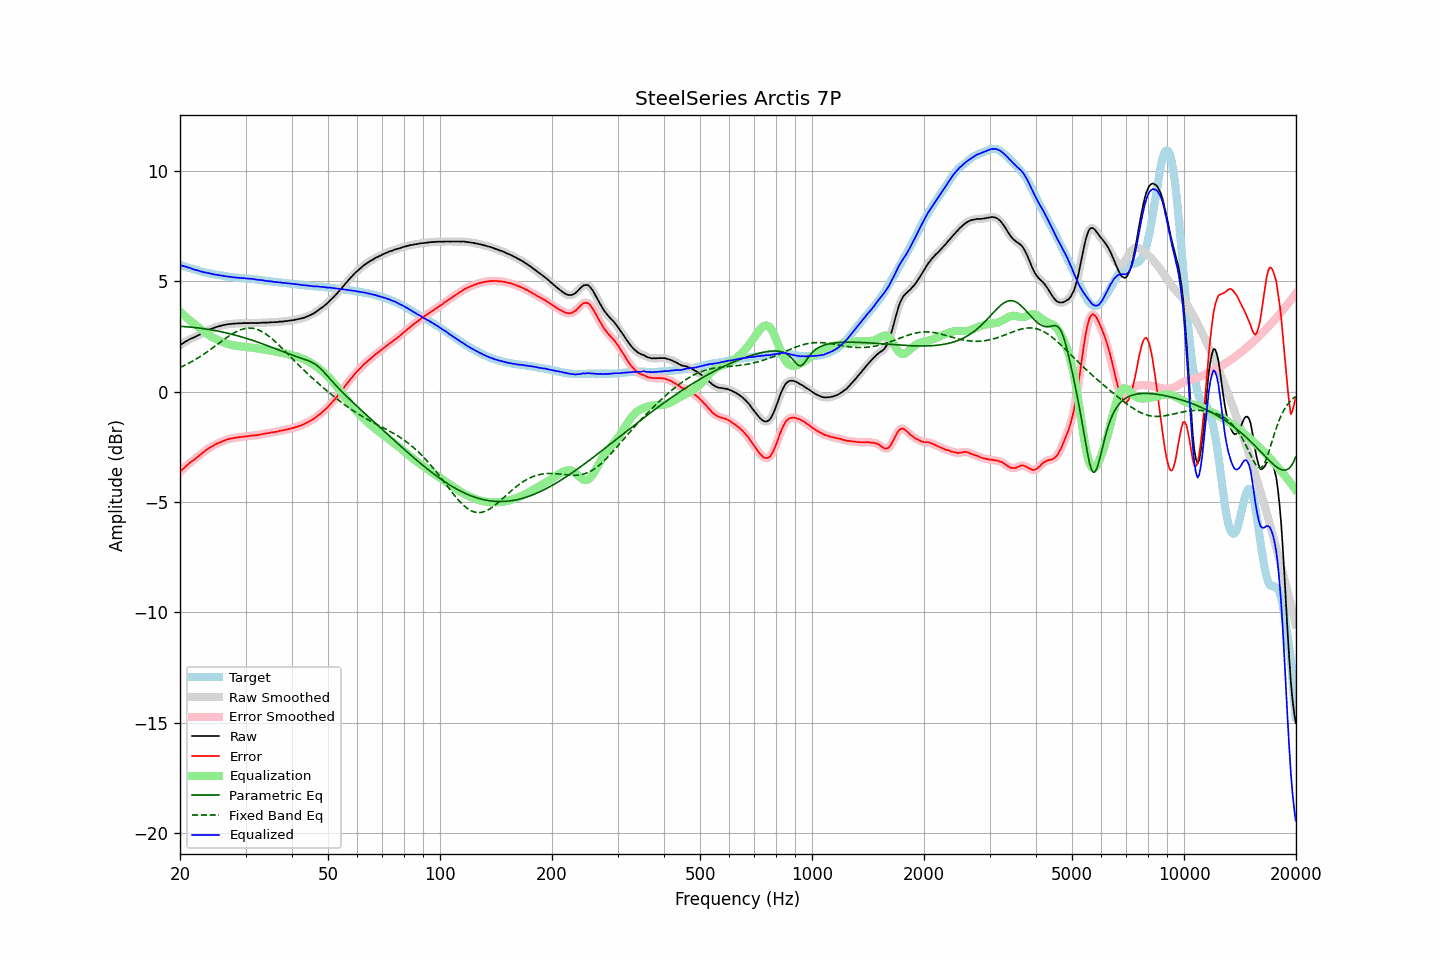 SteelSeries Arctis 7P
Amplitude (dBr)
10
5
0
−5
−10
−15
−20
Target
Raw Smoothed
Error Smoothed
Raw
Error
Equalization
Parametric Eq
Fixed Band Eq
Equalized
20 50 100 200 500 1000 2000 5000 10000 20000
Frequency (Hz)